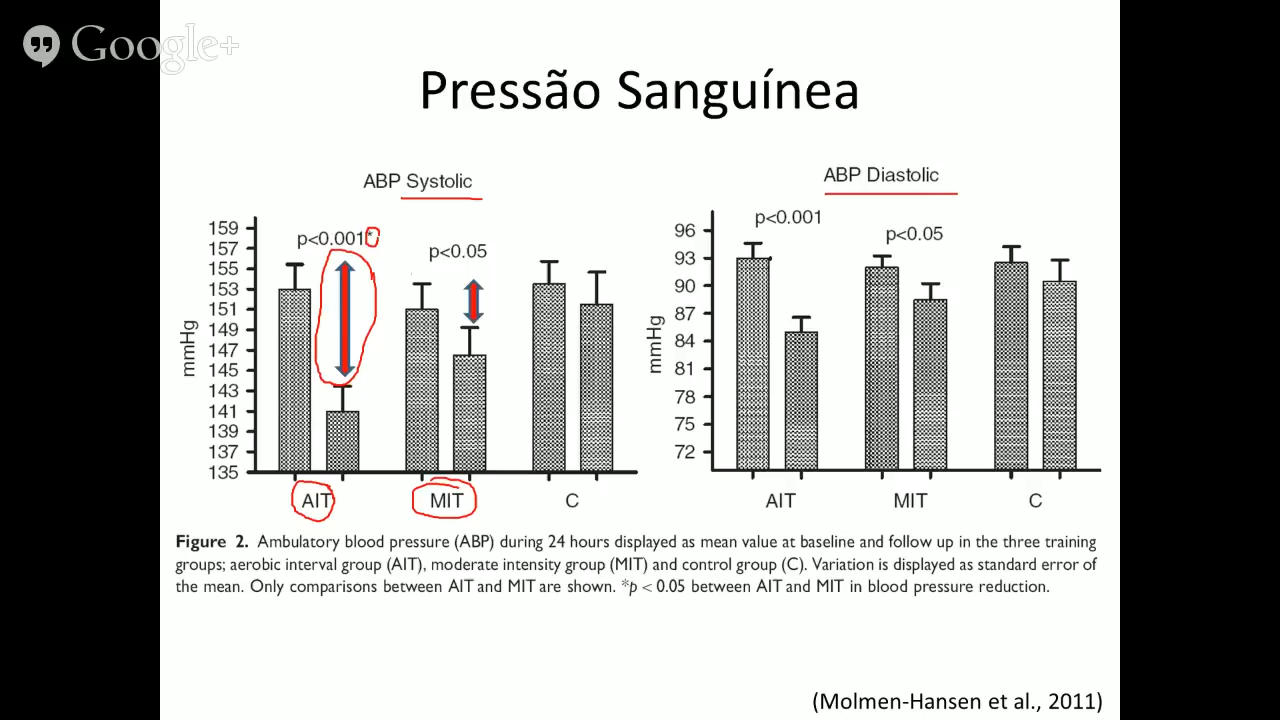 Google+
Pressão Sanguínea
ABP Systolic
p<0.001*
p<0.05
mmHg
159
157
155
153
151
149
147
145
143
141
139
137
135
AIT
MIT
C
ABP Diastolic
p<0.001
p<0.05
mmHg
96
93
90
87
84
81
78
75
72
AIT
MIT
C
Figure 2. Ambulatory blood pressure (ABP) during 24 hours displayed as mean value at baseline and follow up in the three training
groups; aerobic interval group (AIT), moderate intensity group (MIT) and control group (C). Variation is displayed as standard error of
the mean. Only comparisons between AIT and MIT are shown. *p < 0.05 between AIT and MIT in blood pressure reduction.
(Molmen-Hansen et al., 2011)